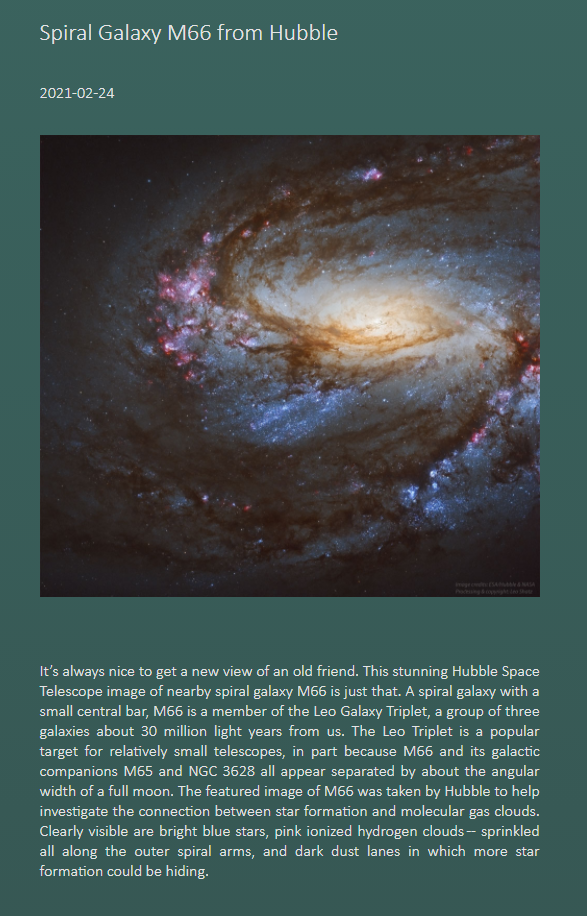 Spiral Galaxy M66 from Hubble
2021-02-24
It's always nice to get a new view of an old friend. This stunning Hubble Space
Telescope image of nearby spiral galaxy M66 is just that. A spiral galaxy with a
small central bar, M66 is a member of the Leo Galaxy Triplet, a group of three
galaxies about 30 million light years from us. The Leo Triplet is a popular
target for relatively small telescopes, in part because M66 and its galactic
companions M65 and NGC 3628 all appear separated by about the angular
width of a full moon. The featured image of M66 was taken by Hubble to help
investigate the connection between star formation and molecular gas clouds.
Clearly visible are bright blue stars, pink ionized hydrogen clouds -- sprinkled
all along the outer spiral arms, and dark dust lanes in which more star
formation could be hiding.